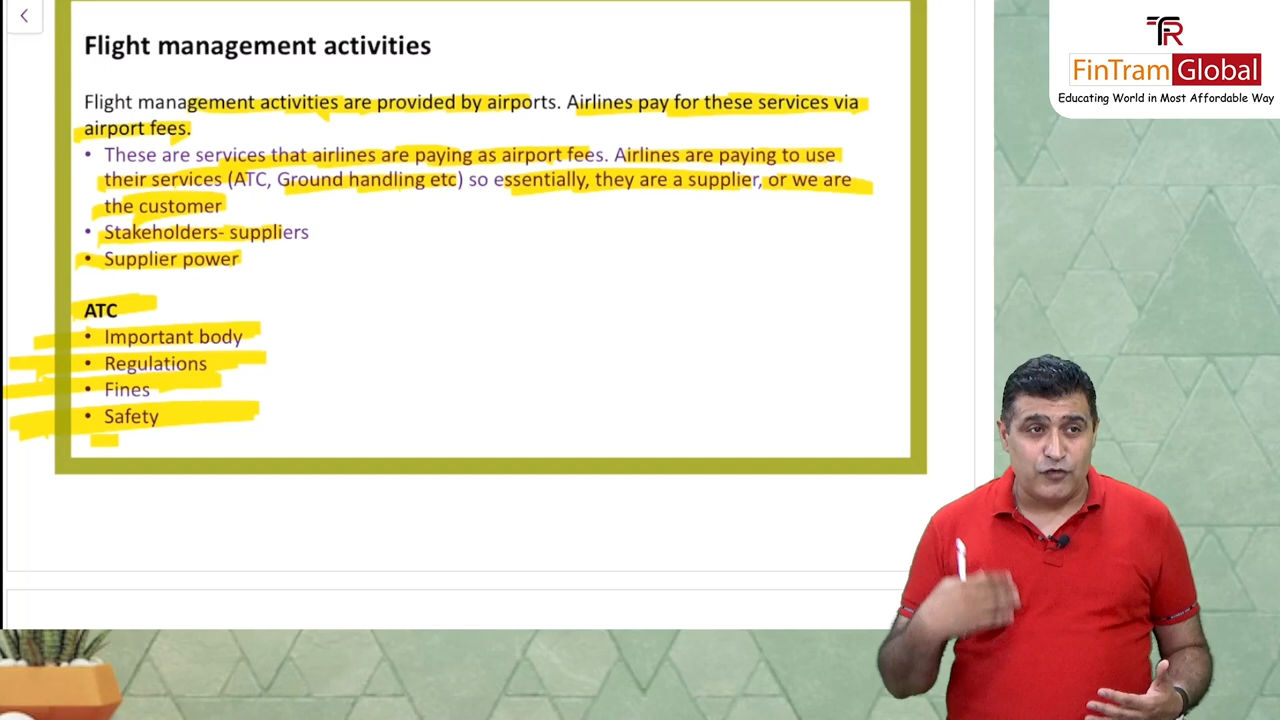 Flight management activities
Flight management activities are provided by airports. Airlines pay for these services via
airport fees.
• These are services that airlines are paying as airport fees. Airlines are paying to use
their services (ATC, Ground handling etc) so essentially, they are a supplier, or we are
the customer
• Stakeholders- suppliers
• Supplier power
ATC
• Important body
• Regulations
• Fines
• Safety
TR
FinTram Global
Educating World in Most Affordable Way